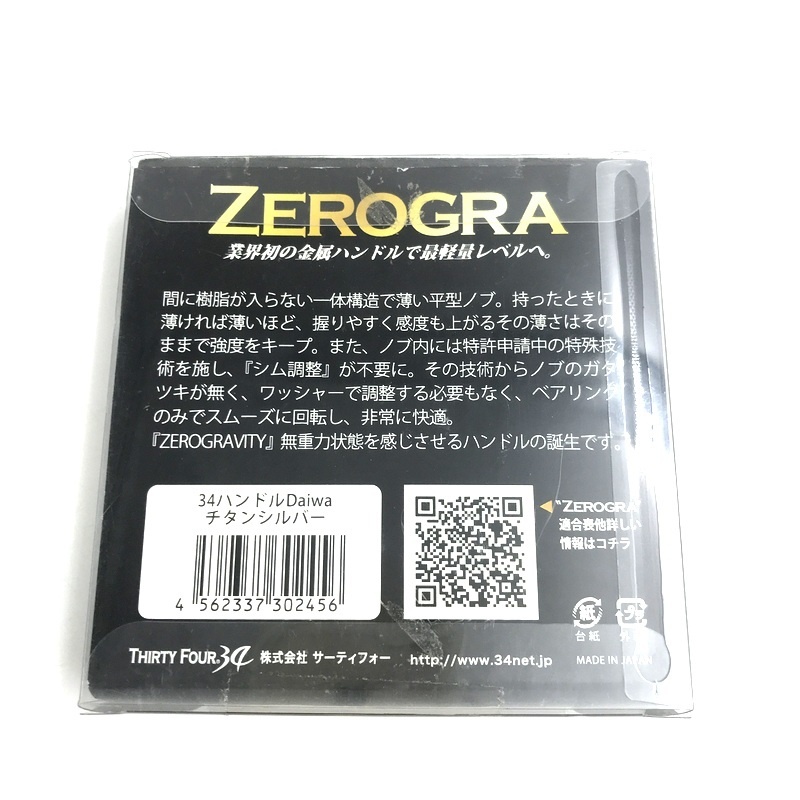 ZEROGRA
業界初の金属ハンドルで最軽量レベルへ。
間に樹脂が入らない一体構造で薄い平型ノブ。持ったときに
薄ければ薄いほど、握りやすく感度も上がるその薄さはその
ままで強度をキープ。また、ノブ内には特許申請中の特殊技
術を施し、『シム調整』が不要に。その技術からノブのガタ
ツキが無く、ワッシャーで調整する必要もなく、ベアリング
のみでスムーズに回転し、非常に快適。
『ZEROGRAVITY』無重力状態を感じさせるハンドルの誕生です。
34ハンドルDaiwa
チタンシルバー
4 562337 302456
"ZEROGRA"
適合表他詳しい
情報はコチラ
紙
プラ
台紙
THIRTY FOUR 34 株式会社 サーティフォー http://www.34net.jp MADE IN JAPAN